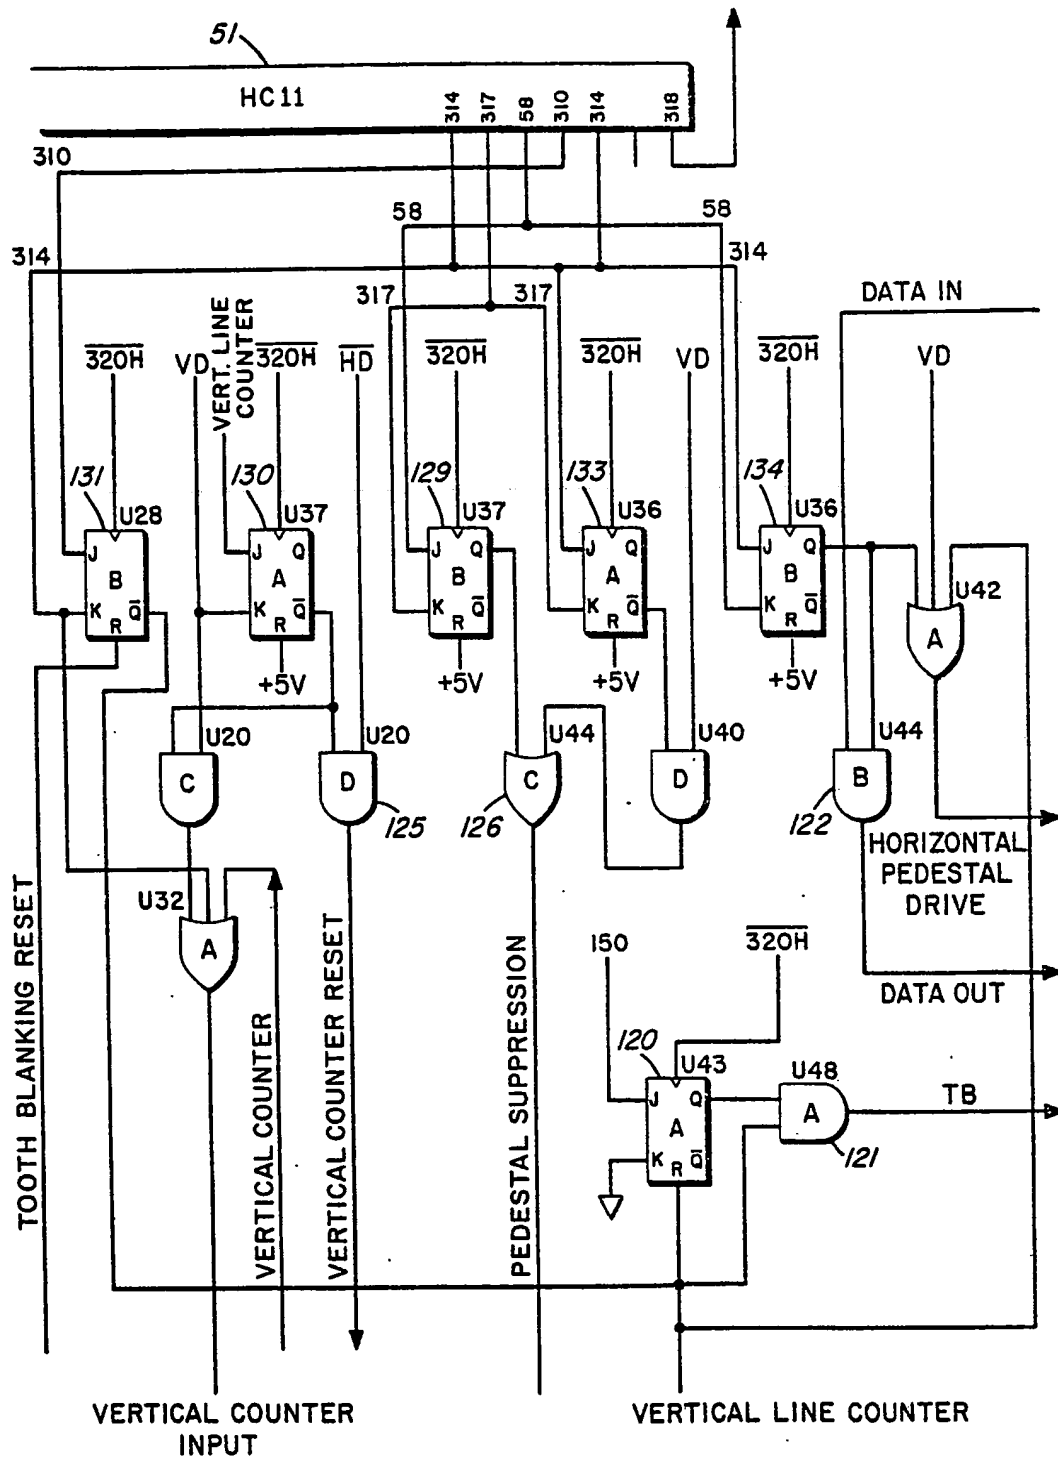 51
HC11
314 317 58 310 314 318
310
58
58
314
314
317
317
DATA IN
320H
VD
VERT. LINE
COUNTER
320H
HD
320H
320H
VD
320H
VD
131
130
129
133
134
U28
U37
U37
U36
U36
J
B
K
R
Q
J
Q
A
K
R
Q
J
Q
B
K
R
Q
J
Q
A
K
R
Q
J
Q
B
K
R
Q
U42
A
+5V
+5V
+5V
+5V
U20
C
U20
D
125
U44
C
126
U40
D
U44
B
122
HORIZONTAL
PEDESTAL
DRIVE
U32
A
DATA OUT
TOOTH BLANKING RESET
VERTICAL COUNTER
VERTICAL COUNTER RESET
PEDESTAL SUPPRESSION
150
320H
120
U43
J
Q
A
K
R
Q
U48
A
121
TB
VERTICAL COUNTER
INPUT
VERTICAL LINE COUNTER